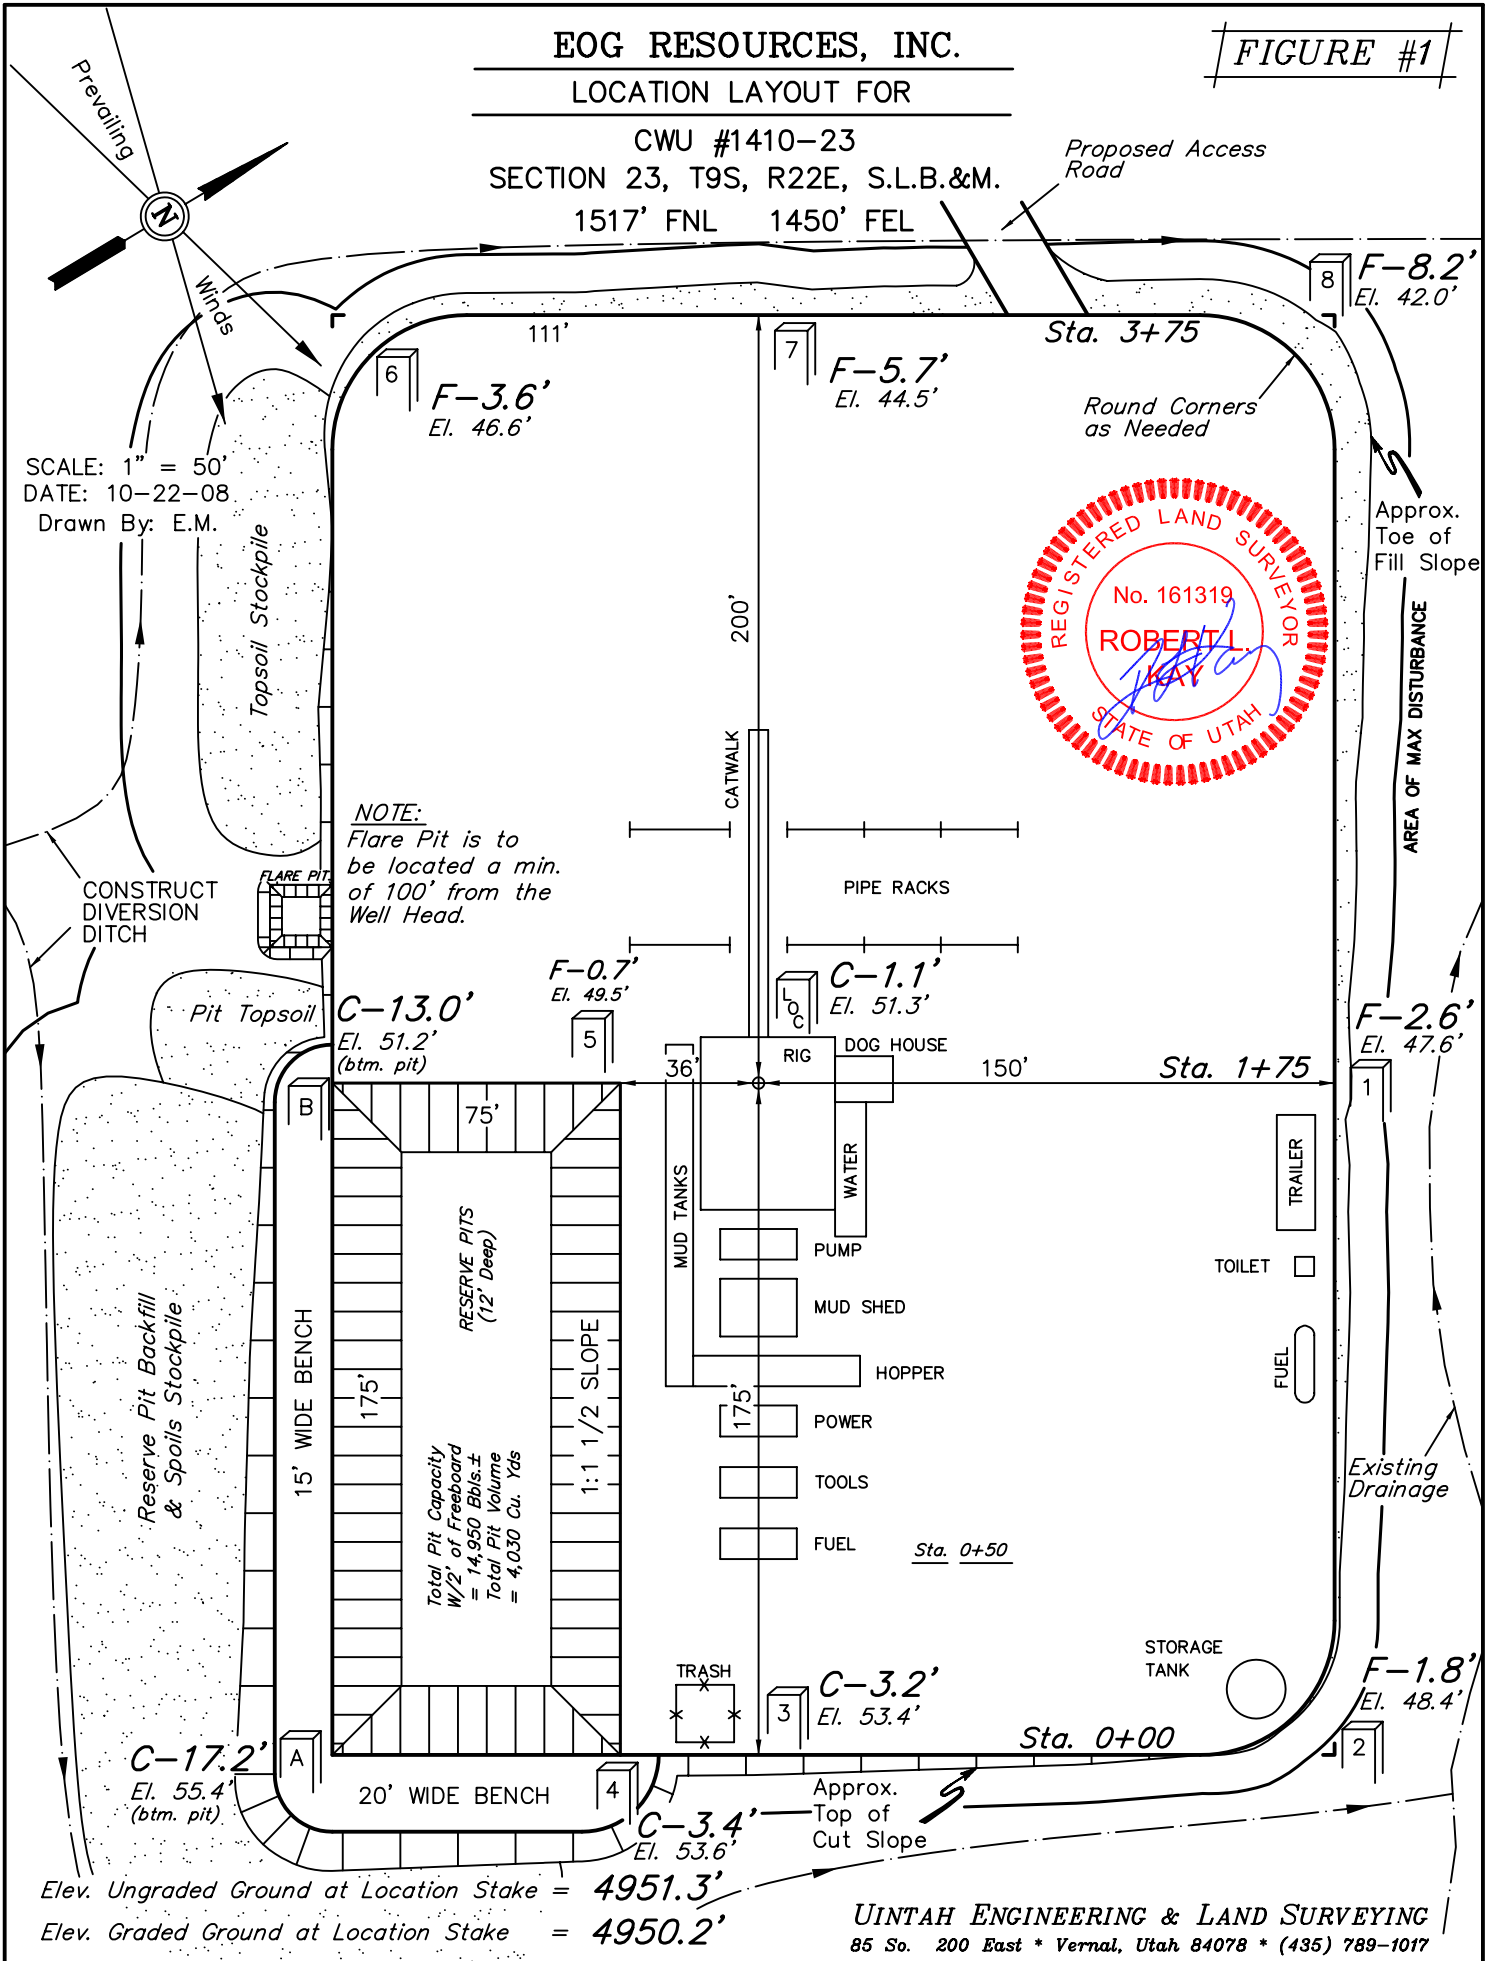 EOG RESOURCES, INC.
LOCATION LAYOUT FOR
CWU #1410-23
SECTION 23, T9S, R22E, S.L.B.&M.
1517' FNL 1450' FEL
FIGURE #1
Prevailing
Winds
N
Proposed Access
Road
8
F-8.2'
El. 42.0'
111'
Sta. 3+75
6
F-3.6'
El. 46.6'
7
F-5.7'
El. 44.5'
Round Corners
as Needed
SCALE: 1" = 50'
DATE: 10-22-08
Drawn By: E.M.
Topsoil Stockpile
200'
REGISTERED LAND SURVEYOR
No. 161319
ROBERT L.
KAY
STATE OF UTAH
Approx.
Toe of
Fill Slope
AREA OF MAX DISTURBANCE
CATWALK
NOTE:
Flare Pit is to
be located a min.
of 100' from the
Well Head.
FLARE PIT
PIPE RACKS
CONSTRUCT
DIVERSION
DITCH
F-0.7'
El. 49.5'
5
LOC
C-1.1'
El. 51.3'
Pit Topsoil
C-13.0'
El. 51.2'
(btm. pit)
B
36'
RIG
DOG HOUSE
150'
Sta. 1+75
F-2.6'
El. 47.6'
1
75'
MUD TANKS
WATER
TRAILER
RESERVE PITS
(12' Deep)
PUMP
TOILET
MUD SHED
Reserve Pit Backfill
& Spoils Stockpile
15' WIDE BENCH
175'
1:1 1/2 SLOPE
FUEL
HOPPER
175'
POWER
Total Pit Capacity
W/2' of Freeboard
= 14,950 Bbls.±
Total Pit Volume
= 4,030 Cu. Yds
TOOLS
Existing
Drainage
FUEL
Sta. 0+50
TRASH
STORAGE
TANK
3
C-3.2'
El. 53.4'
F-1.8'
El. 48.4'
2
Sta. 0+00
C-17.2'
El. 55.4'
(btm. pit)
A
20' WIDE BENCH
4
C-3.4'
El. 53.6'
Approx.
Top of
Cut Slope
Elev. Ungraded Ground at Location Stake = 4951.3'
Elev. Graded Ground at Location Stake = 4950.2'
UINTAH ENGINEERING & LAND SURVEYING
85 So. 200 East * Vernal, Utah 84078 * (435) 789-1017